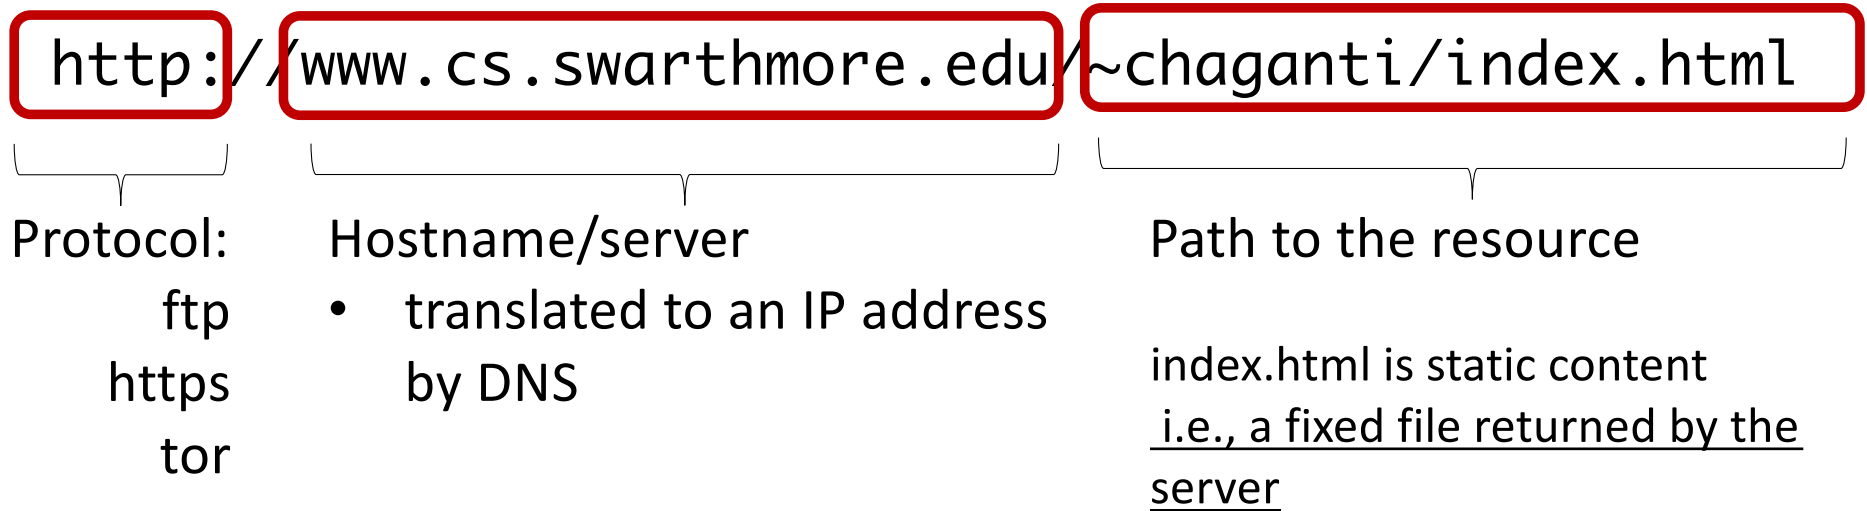 http://www.cs.swarthmore.edu/~chaganti/index.html
Protocol:
ftp
https
tor
Hostname/server
• translated to an IP address
by DNS
Path to the resource
index.html is static content
i.e., a fixed file returned by the
server